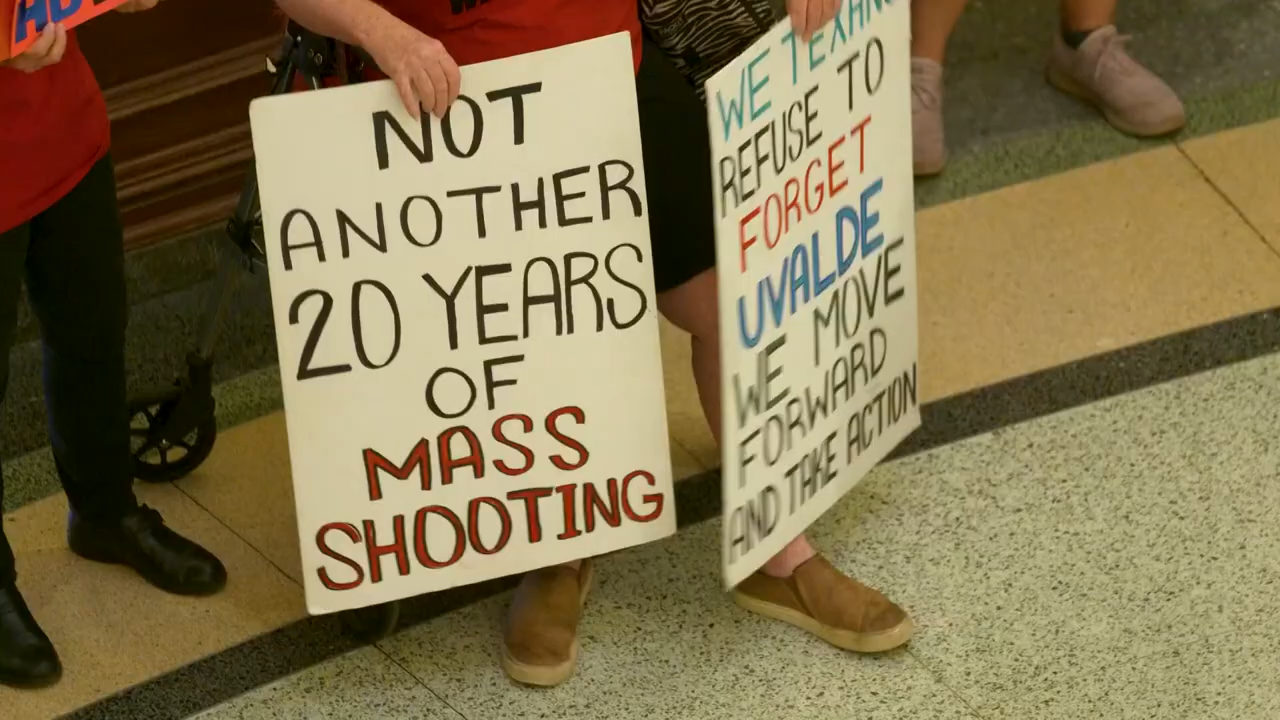 NOT
ANOTHER
20 YEARS
OF
MASS
SHOOTING
WE TEXANS
REFUSE TO
FORGET
UVALDE
WE MOVE
FORWARD
AND TAKE ACTION